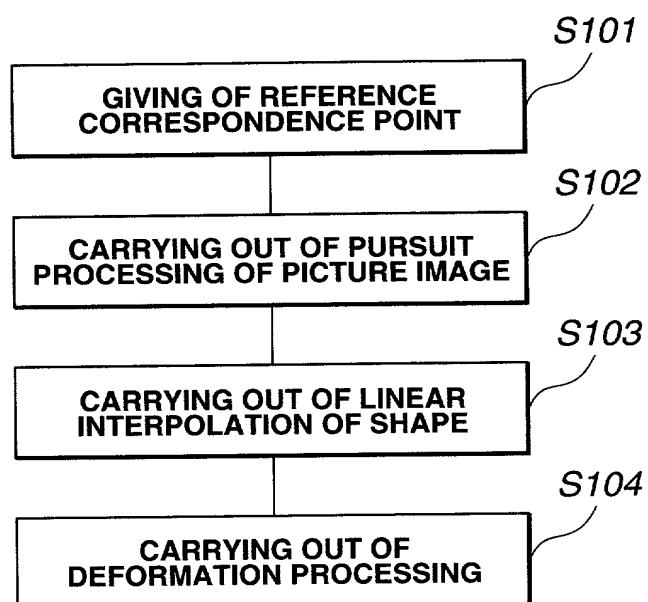 S101
GIVING OF REFERENCE
CORRESPONDENCE POINT
S102
CARRYING OUT OF PURSUIT
PROCESSING OF PICTURE IMAGE
S103
CARRYING OUT OF LINEAR
INTERPOLATION OF SHAPE
S104
CARRYING OUT OF
DEFORMATION PROCESSING